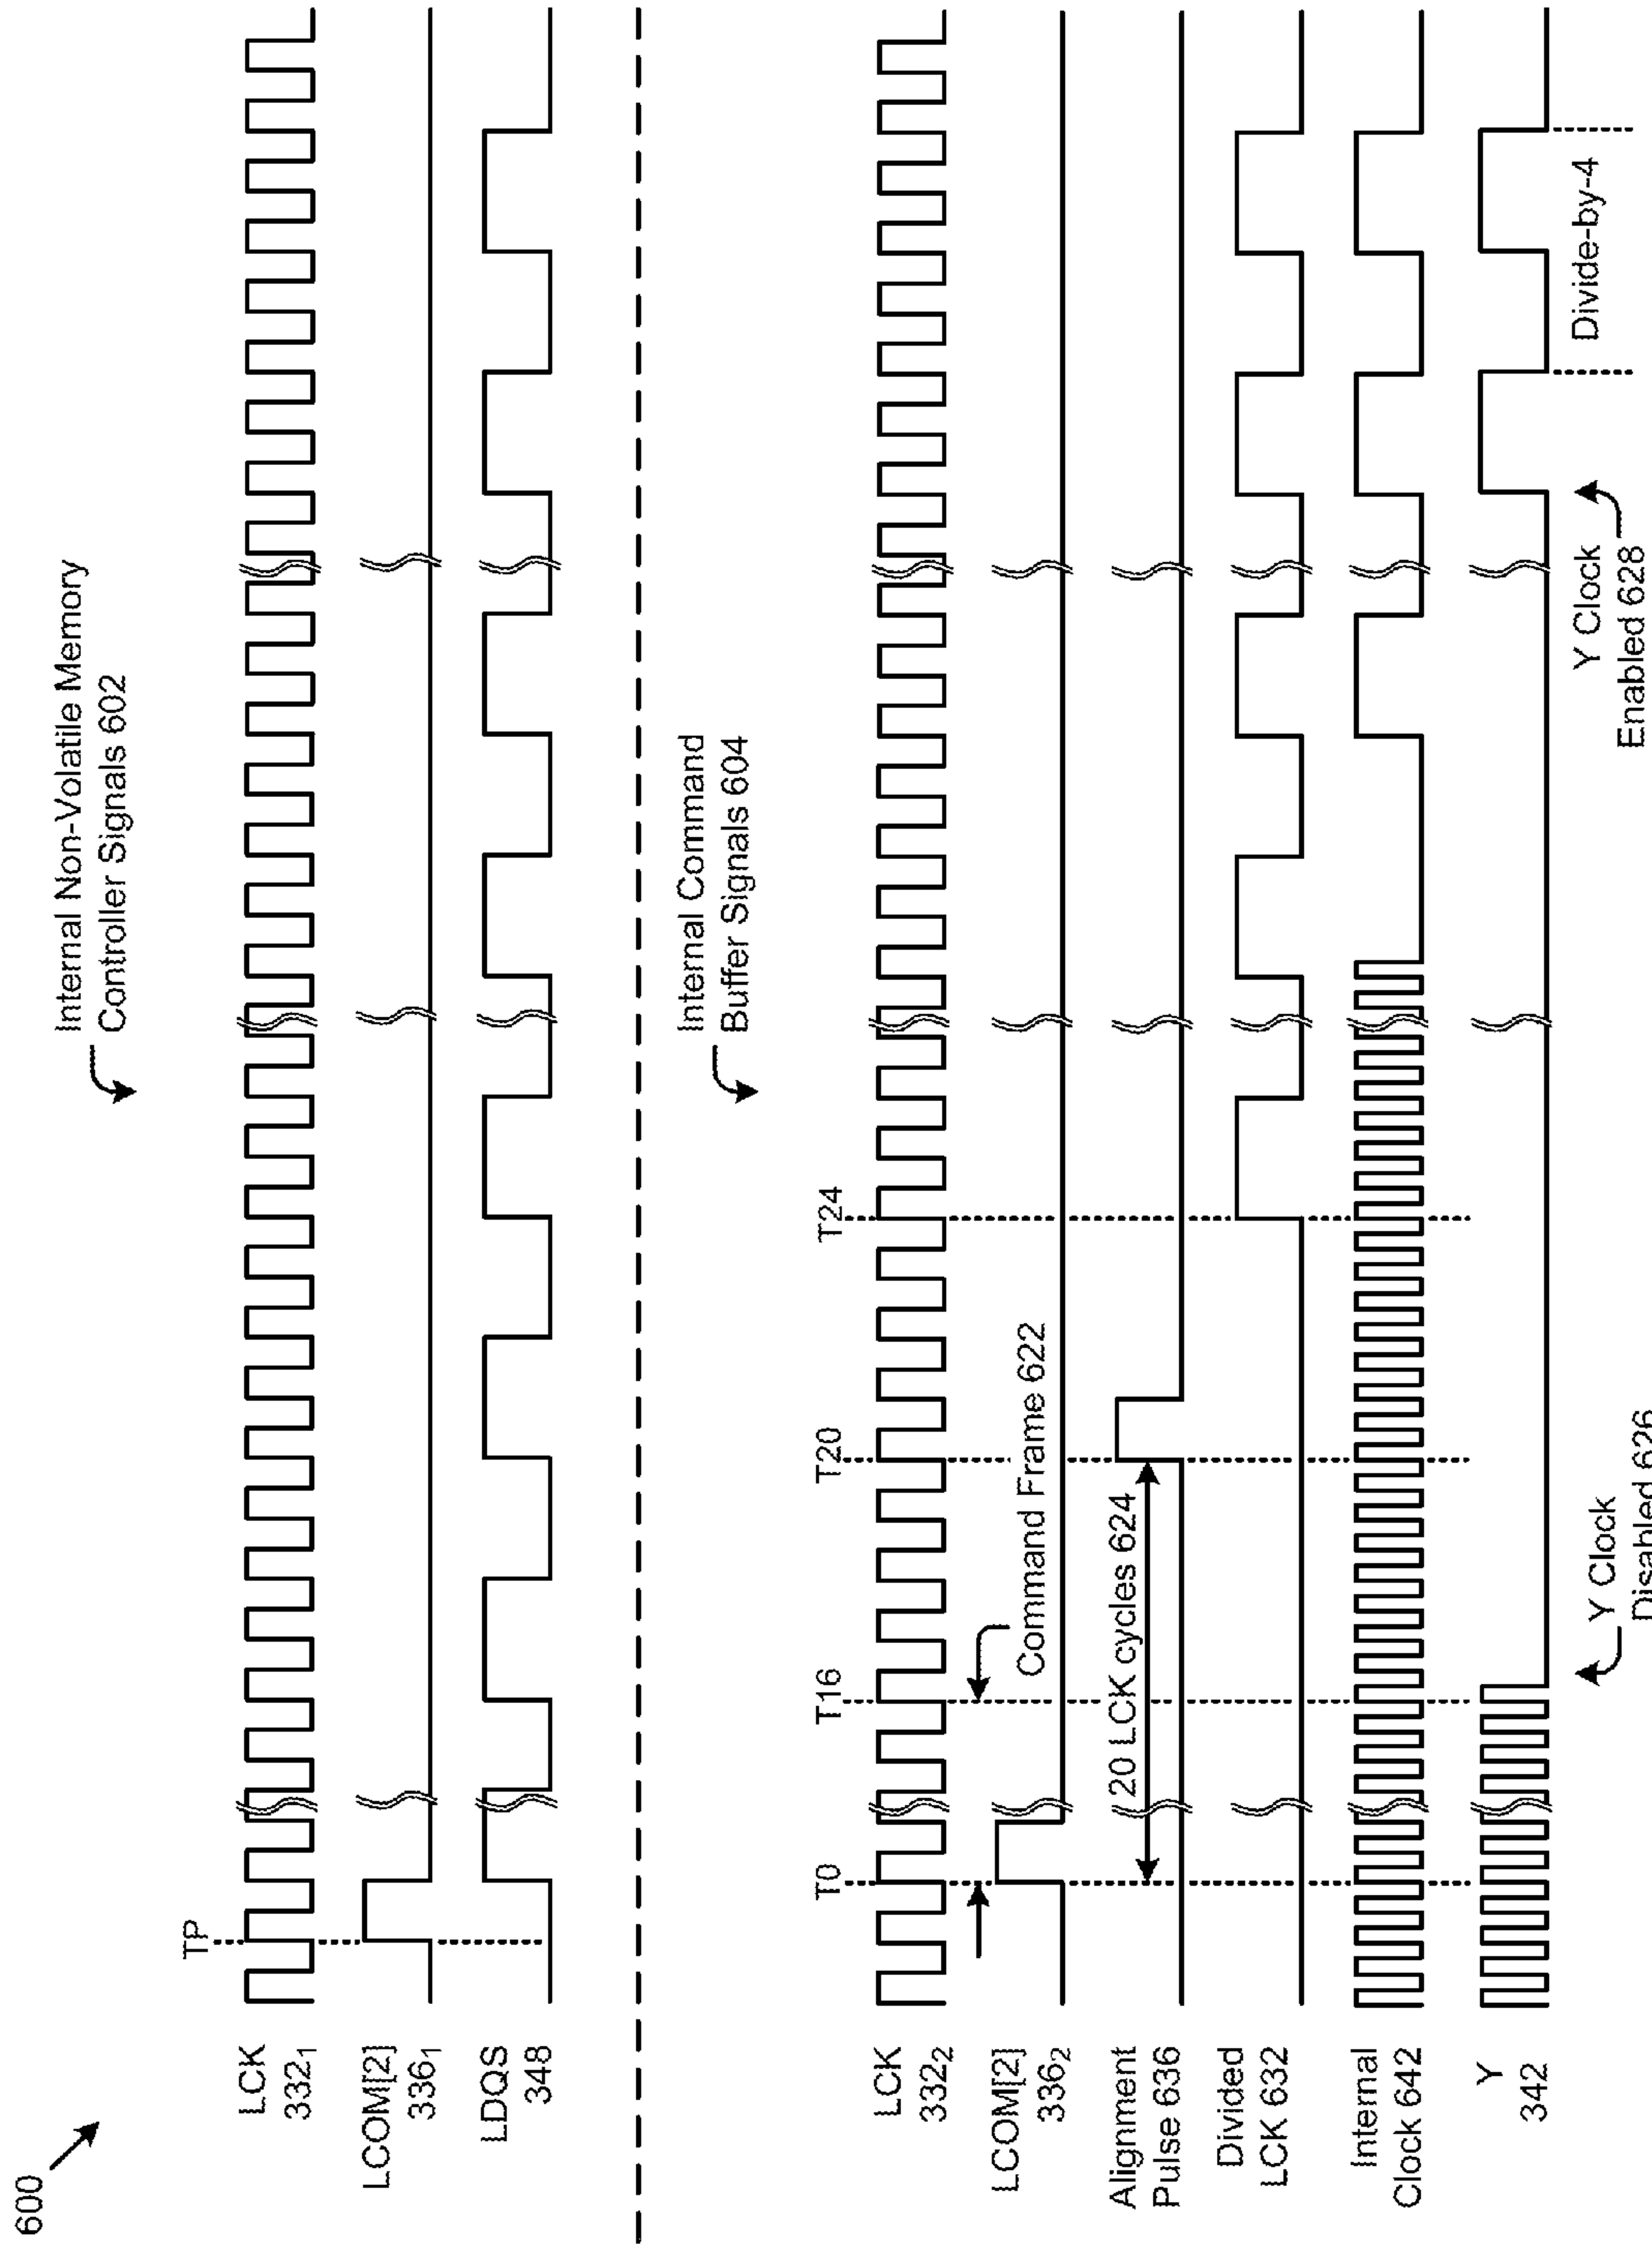 600
Internal Non-Volatile Memory
Controller Signals 602
TP
LCK
332₁
LCOM[2]
336₁
LDQS
348
Internal Command
Buffer Signals 604
T0
T16
T20
T24
LCK
332₂
Command Frame 622
LCOM[2]
336₂
20 LCK cycles 624
Alignment
Pulse 636
Divided
LCK 632
Internal
Clock 642
Y
342
Y Clock
Disabled 626
Y Clock
Enabled 628
Divide-by-4